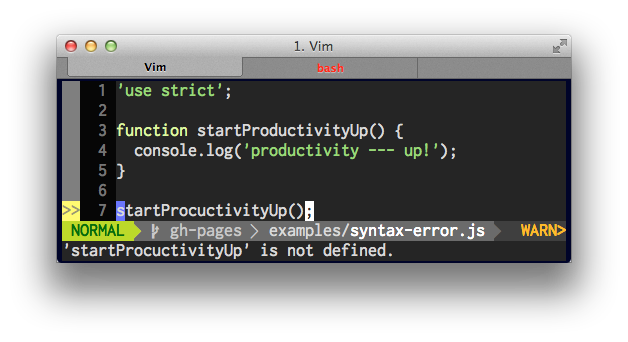 1. Vim
Vim bash
1 'use strict';
2
3 function startProductivityUp() {
4   console.log('productivity --- up!');
5 }
6
>> 7 startProcuctivityUp();
NORMAL gh-pages > examples/syntax-error.js WARN>
'startProcuctivityUp' is not defined.